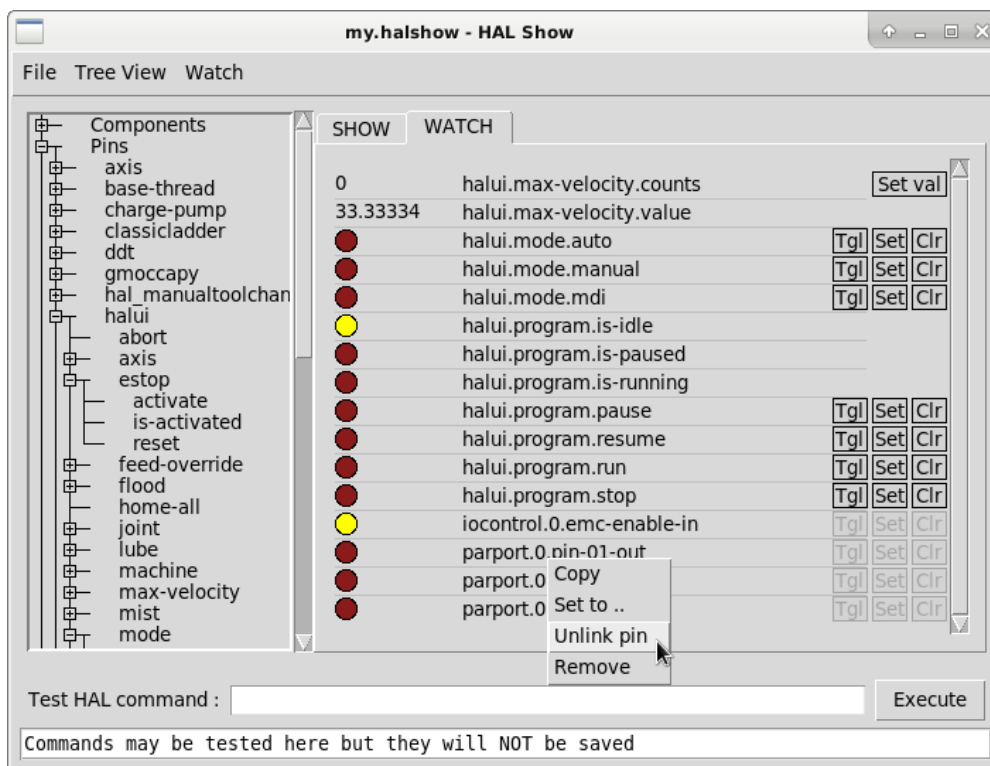 my.halshow - HAL Show
File Tree View Watch
Components
Pins
axis
base-thread
charge-pump
classicladder
ddt
gmoccapy
hal_manualtoolchan
halui
abort
axis
estop
activate
is-activated
reset
feed-override
flood
home-all
joint
lube
machine
max-velocity
mist
mode
SHOW WATCH
0 halui.max-velocity.counts Set val
33.33334 halui.max-velocity.value
halui.mode.auto Tgl Set Clr
halui.mode.manual Tgl Set Clr
halui.mode.mdi Tgl Set Clr
halui.program.is-idle
halui.program.is-paused
halui.program.is-running
halui.program.pause Tgl Set Clr
halui.program.resume Tgl Set Clr
halui.program.run Tgl Set Clr
halui.program.stop Tgl Set Clr
iocontrol.0.emc-enable-in Tgl Set Clr
parport.0.pin-01-out Tgl Set Clr
parport.0 Tgl Set Clr
parport.0 Tgl Set Clr
Copy
Set to ..
Unlink pin
Remove
Test HAL command : Execute
Commands may be tested here but they will NOT be saved